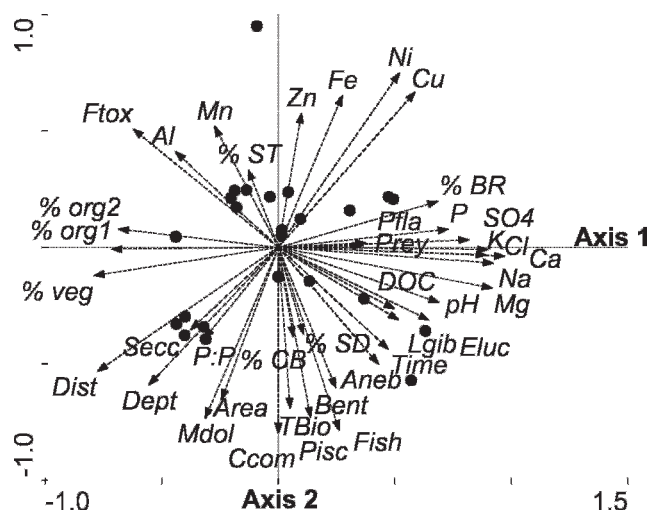 1.0
Ni
Fe
Cu
Ftox
Mn
Zn
Al
% ST
% BR
% org2
Pfla
P
SO4
% org1
Prey
K
Cl
Axis 1
Ca
% veg
DOC
Na
pH
Mg
Secc
P:P
% CB
% SD
Lgib
Eluc
Time
Dist
Dept
Aneb
Area
Bent
Mdol
TBio
Fish
Ccom
Pisc
-1.0
-1.0
Axis 2
1.5